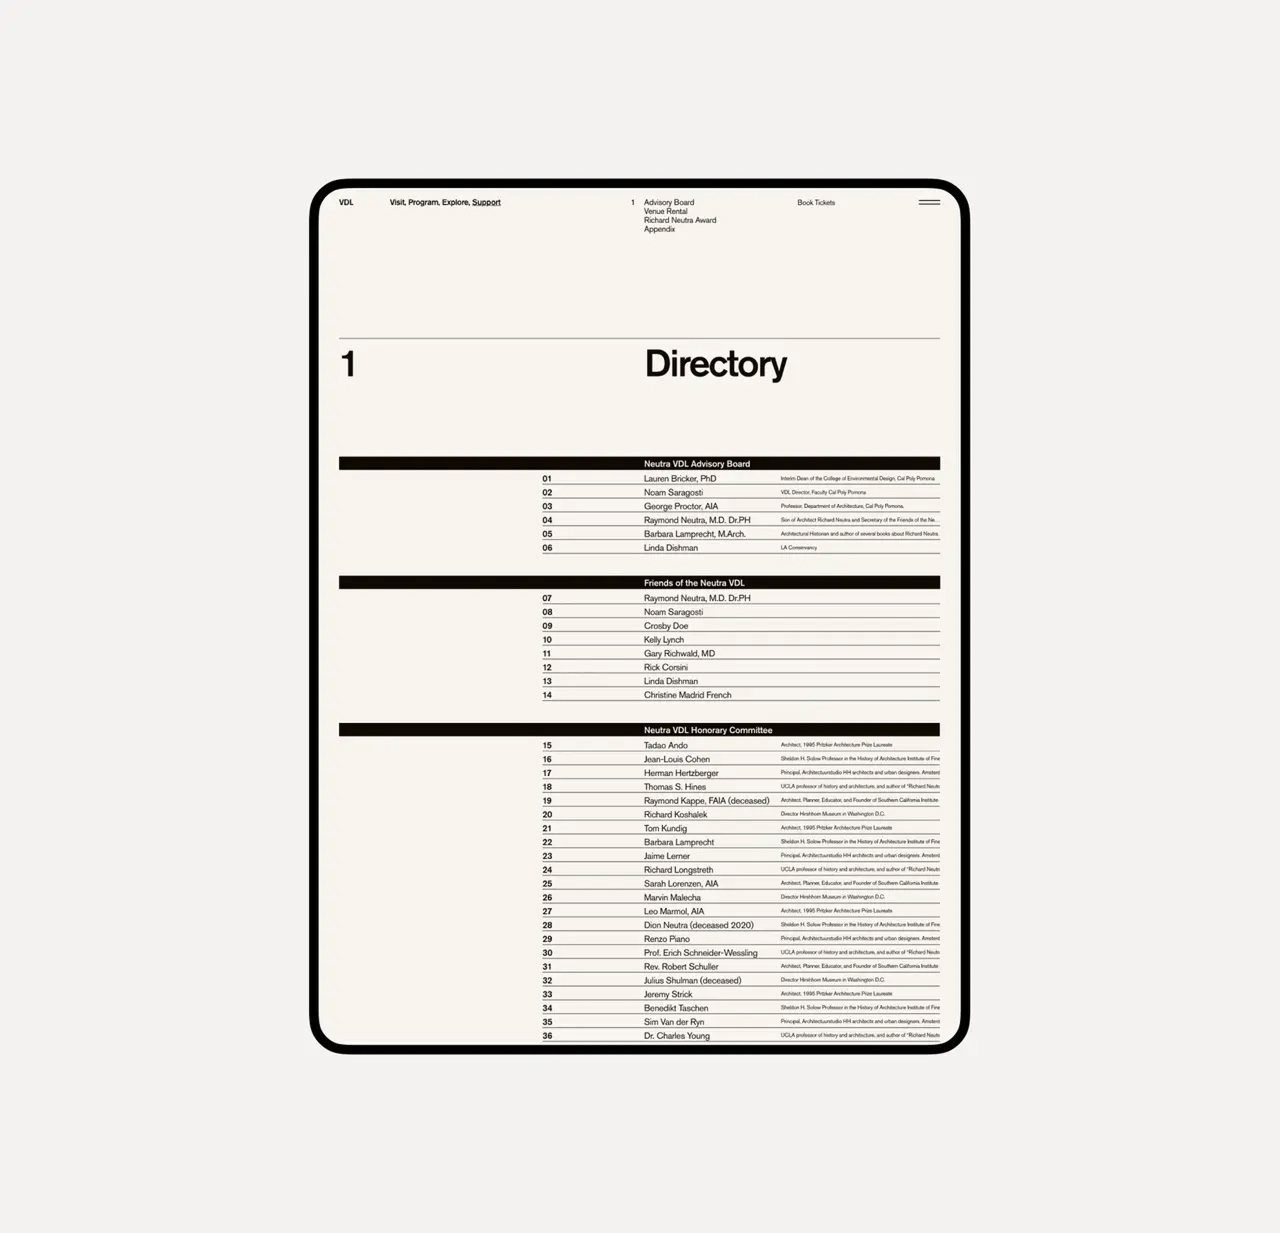 VDL Visit, Program, Explore, Support 1 Advisory Board Book Tickets
Venue Rental
Richard Neutra Award
Appendix
1 Directory
Neutra VDL Advisory Board
01 Lauren Bricker, PhD Interim Dean of the College of Environmental Design, Cal Poly Pomona
02 Noam Saragosti VDL Director, Faculty Cal Poly Pomona
03 George Proctor, AIA Professor, Department of Architecture, Cal Poly Pomona.
04 Raymond Neutra, M.D. Dr.PH Son of Architect Richard Neutra and Secretary of the Friends of the Ne...
05 Barbara Lamprecht, M.Arch. Architectural Historian and author of several books about Richard Neutra
06 Linda Dishman LA Conservancy
Friends of the Neutra VDL
07 Raymond Neutra, M.D. Dr.PH
08 Noam Saragosti
09 Crosby Doe
10 Kelly Lynch
11 Gary Richwald, MD
12 Rick Corsini
13 Linda Dishman
14 Christine Madrid French
Neutra VDL Honorary Committee
15 Tadao Ando Architect, 1995 Pritzker Architecture Prize Laureate
16 Jean-Louis Cohen Sheldon H. Solow Professor in the History of Architecture Institute of Fine
17 Herman Hertzberger Principal, Architectuurstudio HH architects and urban designers. Amsterd
18 Thomas S. Hines UCLA professor of history and architecture, and author of "Richard Neutr
19 Raymond Kappe, FAIA (deceased) Architect, Planner, Educator, and Founder of Southern California Institute
20 Richard Koshalek Director Hirshhorn Museum in Washington D.C.
21 Tom Kundig Architect, 1995 Pritzker Architecture Prize Laureate
22 Barbara Lamprecht Sheldon H. Solow Professor in the History of Architecture Institute of Fine
23 Jaime Lerner Principal, Architectuurstudio HH architects and urban designers. Amsterd
24 Richard Longstreth UCLA professor of history and architecture, and author of "Richard Neutr
25 Sarah Lorenzen, AIA Architect, Planner, Educator, and Founder of Southern California Institute
26 Marvin Malecha Director Hirshhorn Museum in Washington D.C.
27 Leo Marmol, AIA Architect, 1995 Pritzker Architecture Prize Laureate
28 Dion Neutra (deceased 2020) Sheldon H. Solow Professor in the History of Architecture Institute of Fine
29 Renzo Piano Principal, Architectuurstudio HH architects and urban designers. Amsterd
30 Prof. Erich Schneider-Wessling UCLA professor of history and architecture, and author of "Richard Neutr
31 Rev. Robert Schuller Architect, Planner, Educator, and Founder of Southern California Institute
32 Julius Shulman (deceased) Director Hirshhorn Museum in Washington D.C.
33 Jeremy Strick Architect, 1995 Pritzker Architecture Prize Laureate
34 Benedikt Taschen Sheldon H. Solow Professor in the History of Architecture Institute of Fine
35 Sim Van der Ryn Principal, Architectuurstudio HH architects and urban designers. Amsterd
36 Dr. Charles Young UCLA professor of history and architecture, and author of "Richard Neutr